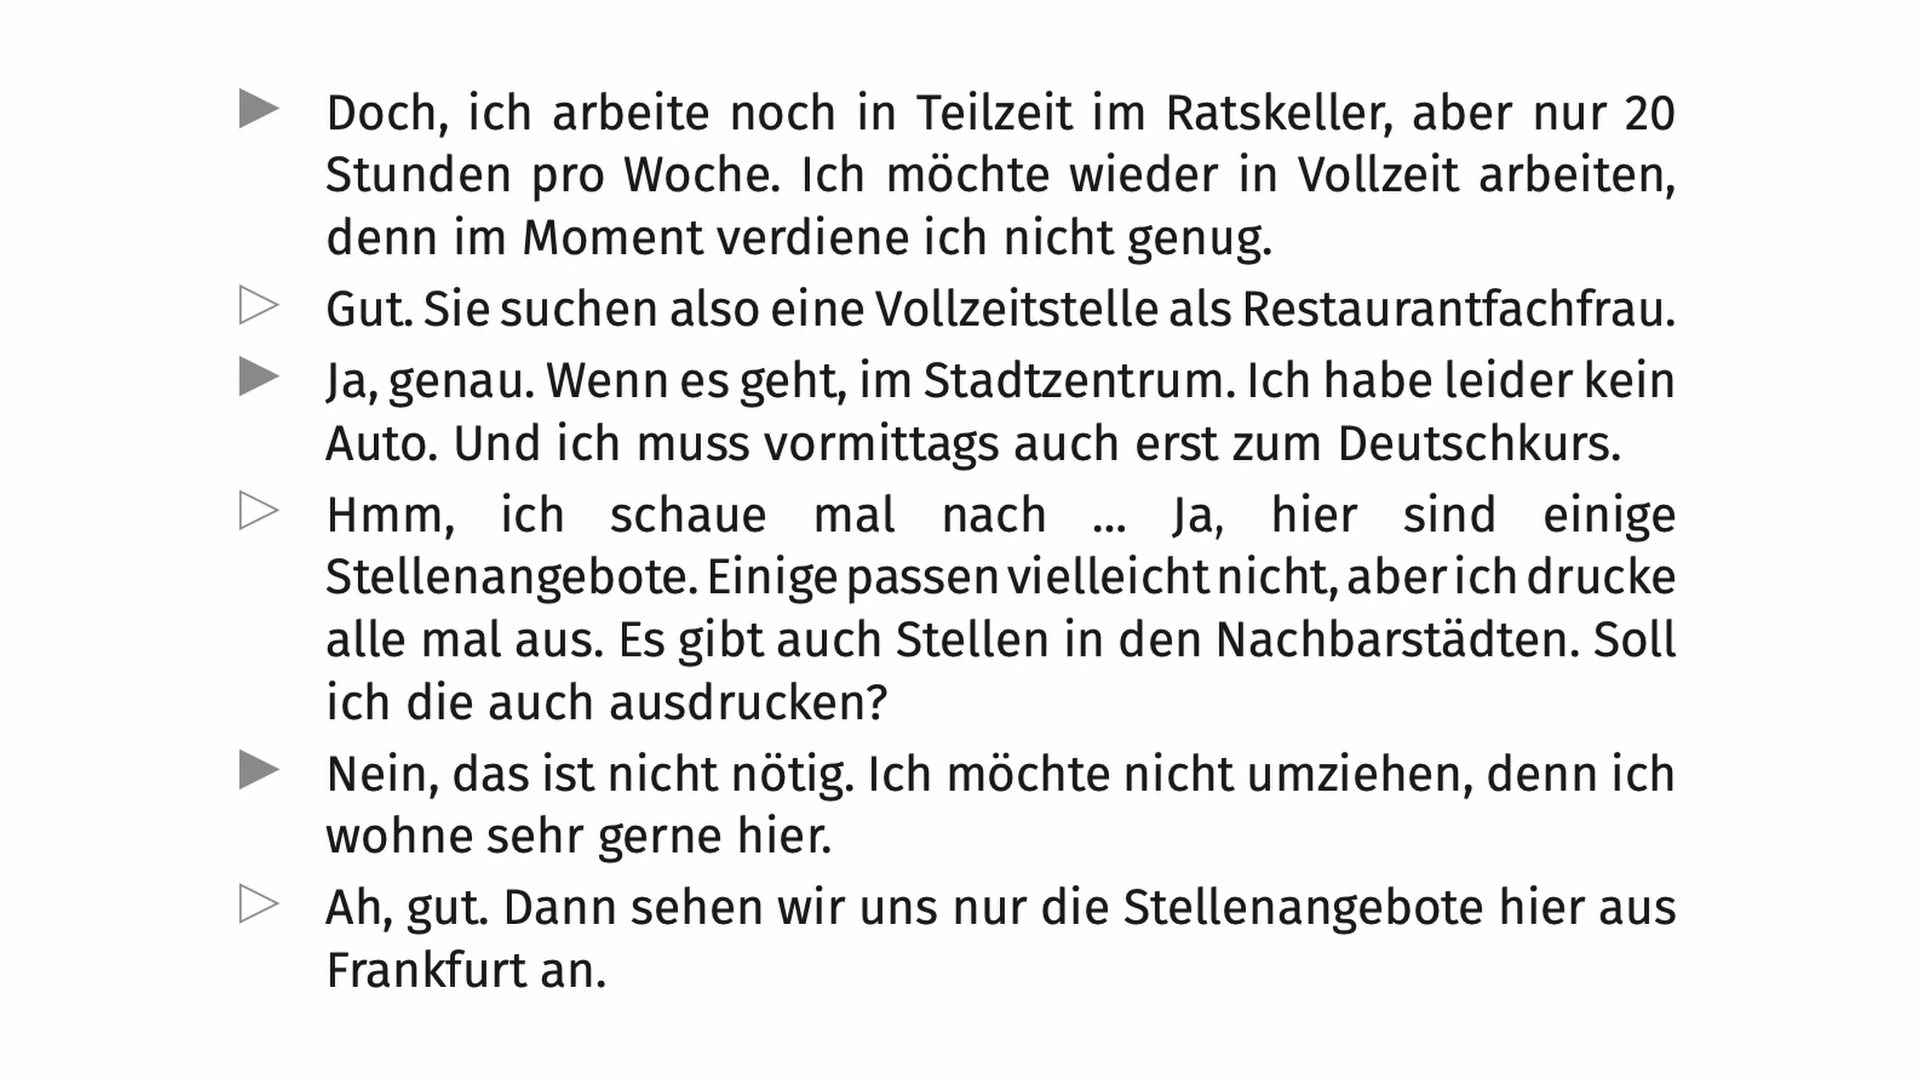 Doch, ich arbeite noch in Teilzeit im Ratskeller, aber nur 20
Stunden pro Woche. Ich möchte wieder in Vollzeit arbeiten,
denn im Moment verdiene ich nicht genug.
Gut. Sie suchen also eine Vollzeitstelle als Restaurantfachfrau.
Ja, genau. Wenn es geht, im Stadtzentrum. Ich habe leider kein
Auto. Und ich muss vormittags auch erst zum Deutschkurs.
Hmm, ich schaue mal nach ... Ja, hier sind einige
Stellenangebote. Einige passen vielleicht nicht, aber ich drucke
alle mal aus. Es gibt auch Stellen in den Nachbarstädten. Soll
ich die auch ausdrucken?
Nein, das ist nicht nötig. Ich möchte nicht umziehen, denn ich
wohne sehr gerne hier.
Ah, gut. Dann sehen wir uns nur die Stellenangebote hier aus
Frankfurt an.